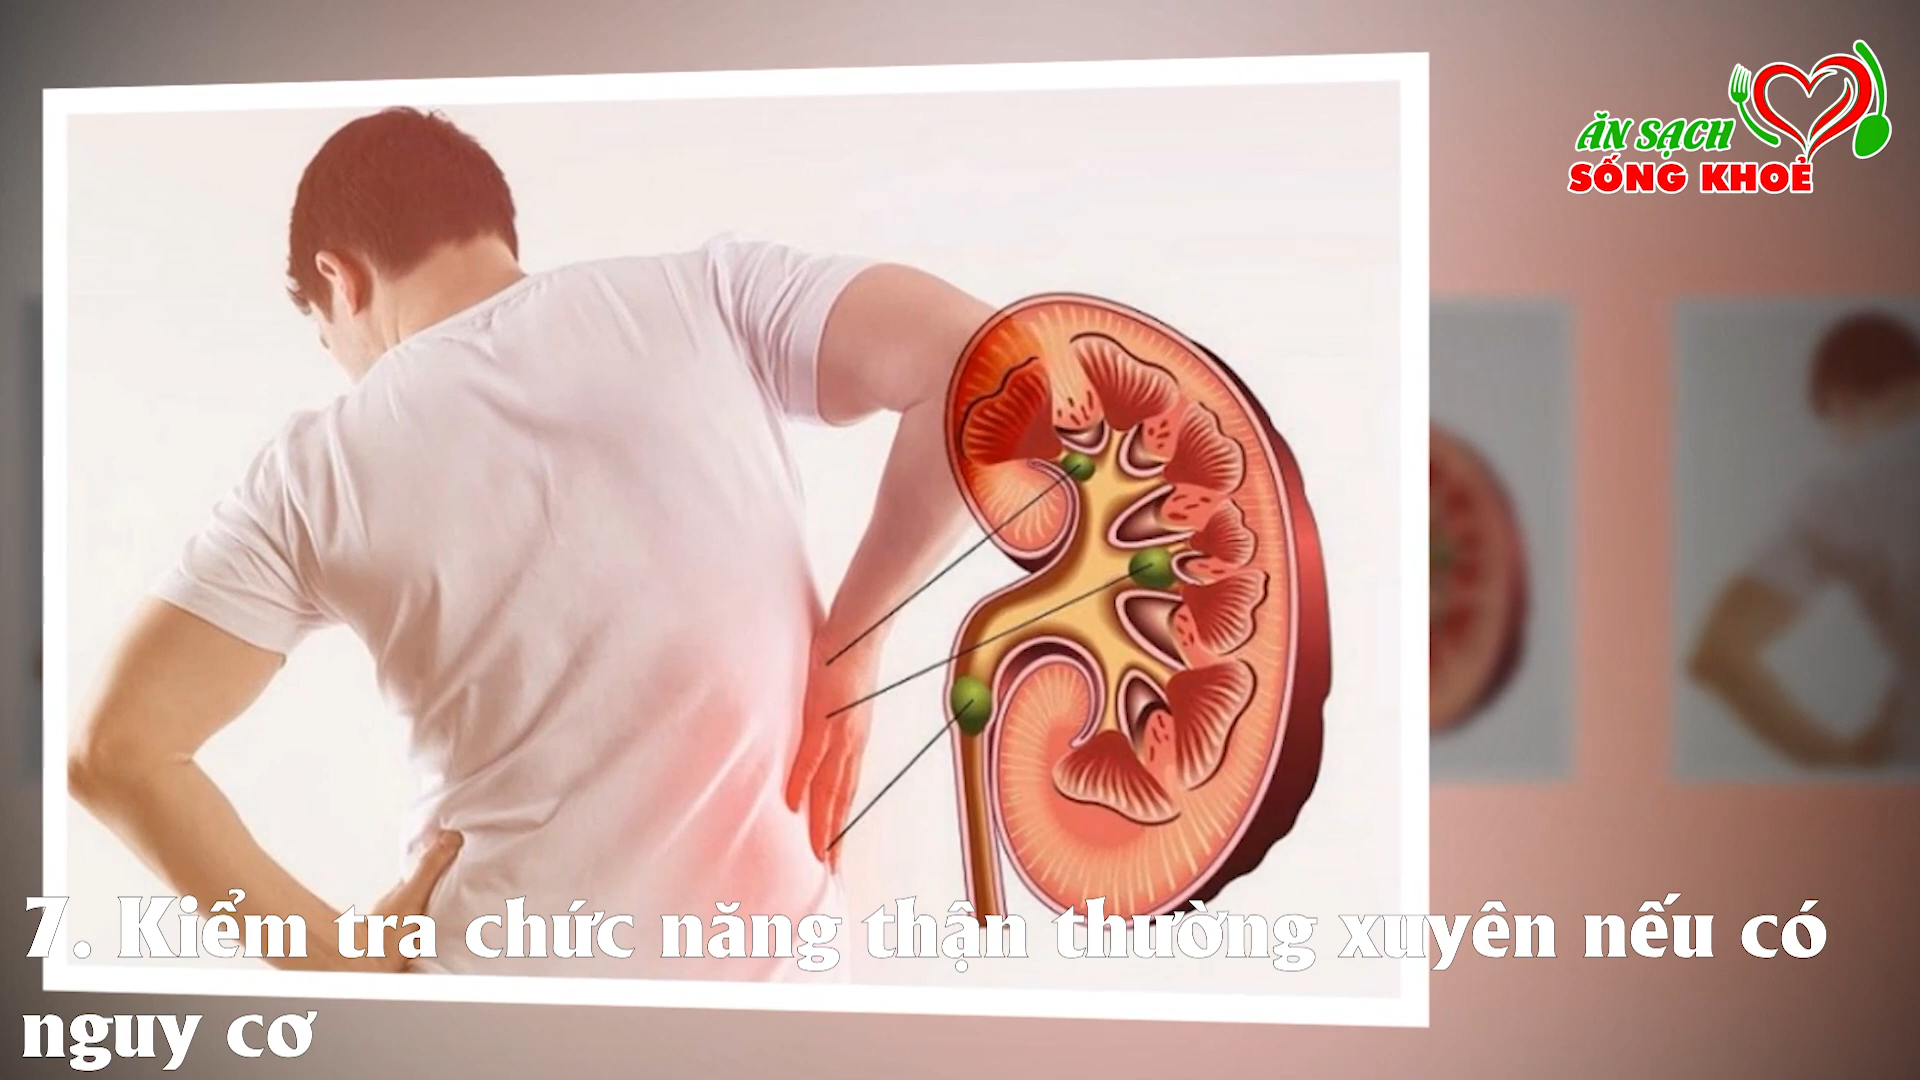 ĂN SẠCH
SỐNG KHOẺ
7. Kiểm tra chức năng thận thường xuyên nếu có
nguy cơ